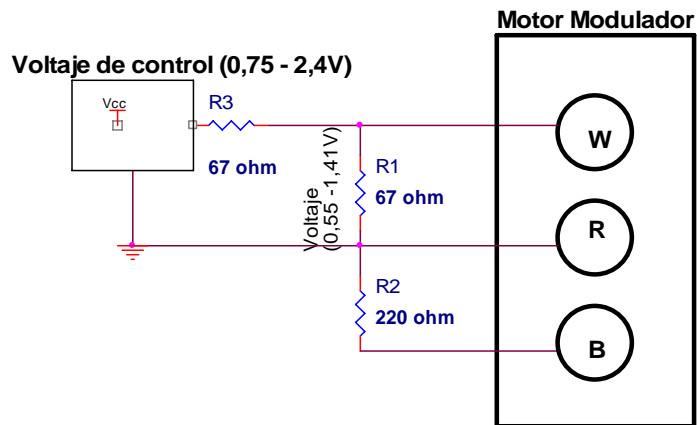 Motor Modulador
Voltaje de control (0,75 - 2,4V)
Vcc
R3
67 ohm
W
Voltaje
(0,55 -1,41V)
R1
67 ohm
R
R2
220 ohm
B